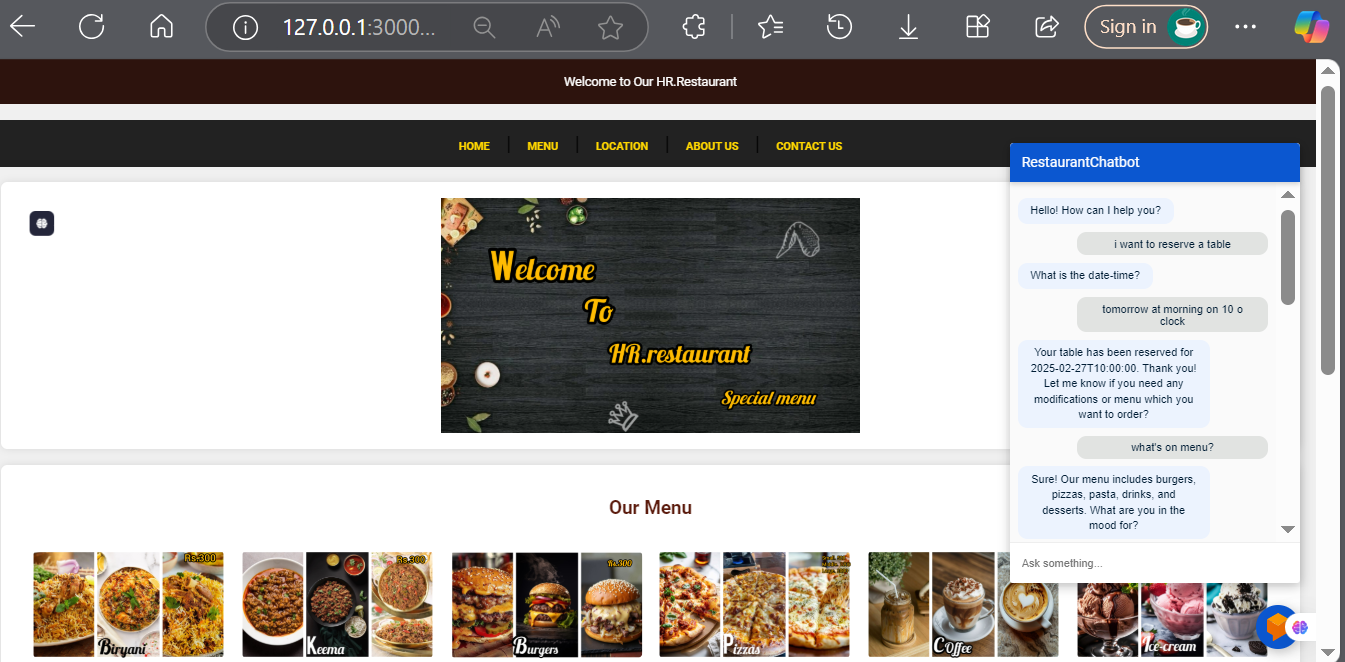 127.0.0.1:3000...
Sign in
Welcome to Our HR.Restaurant
HOME
MENU
LOCATION
ABOUT US
CONTACT US
Welcome
To
HR.restaurant
Special menu
RestaurantChatbot
Hello! How can I help you?
i want to reserve a table
What is the date-time?
tomorrow at morning on 10 o
clock
Your table has been reserved for
2025-02-27T10:00:00. Thank you!
Let me know if you need any
modifications or menu which you
want to order?
what's on menu?
Sure! Our menu includes burgers,
pizzas, pasta, drinks, and
desserts. What are you in the
mood for?
Ask something...
Our Menu
Rs.300
Biryani
Rs.300
Keema
Rs.300
Burgers
Pizzas
Coffee
Ice-cream